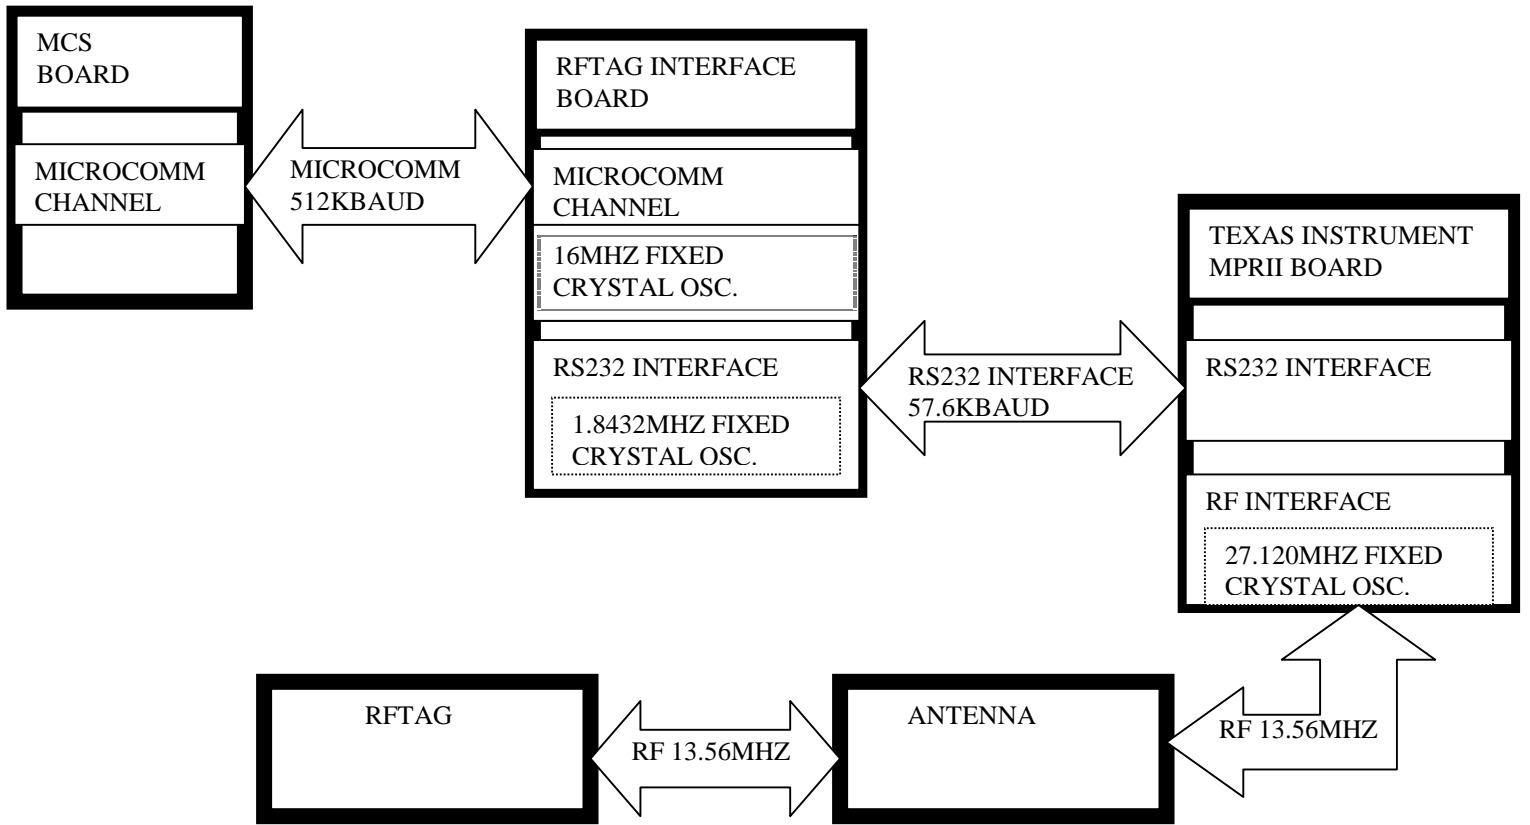 MCS
BOARD
MICROCOMM
CHANNEL
MICROCOMM
512KBAUD
RFTAG INTERFACE
BOARD
MICROCOMM
CHANNEL
16MHZ FIXED
CRYSTAL OSC.
RS232 INTERFACE
1.8432MHZ FIXED
CRYSTAL OSC.
RS232 INTERFACE
57.6KBAUD
TEXAS INSTRUMENT
MPRII BOARD
RS232 INTERFACE
RF INTERFACE
27.120MHZ FIXED
CRYSTAL OSC.
RFTAG
RF 13.56MHZ
ANTENNA
RF 13.56MHZ